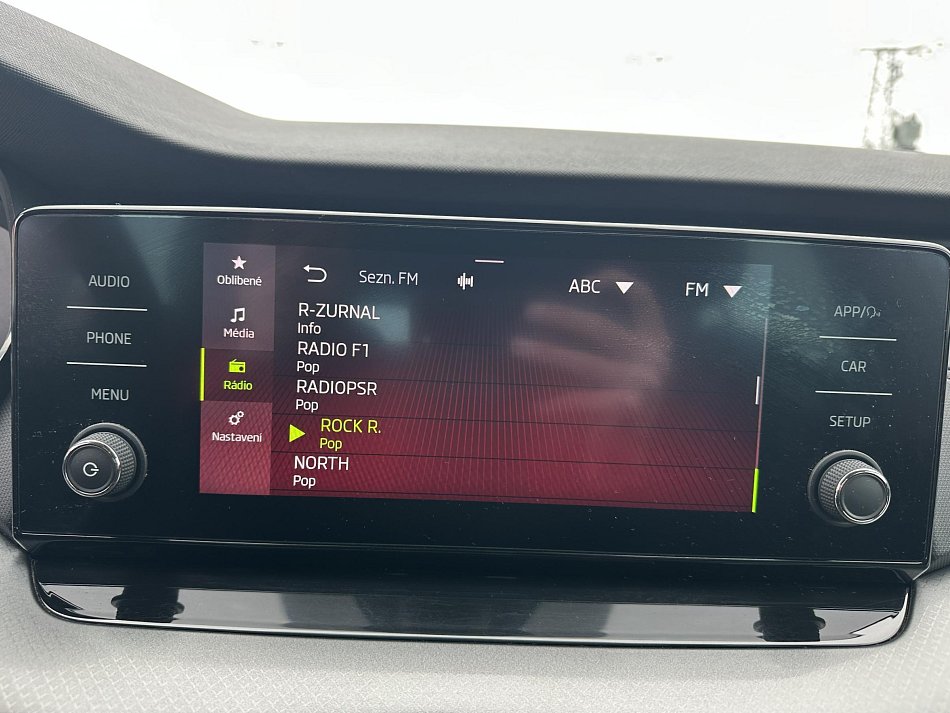 AUDIO
PHONE
MENU
Oblíbené
Média
Rádio
Nastavení
Sezn. FM
ABC
FM
R-ZURNAL
Info
RADIO F1
Pop
RADIOPSR
Pop
ROCK R.
Pop
NORTH
Pop
APP/
CAR
SETUP